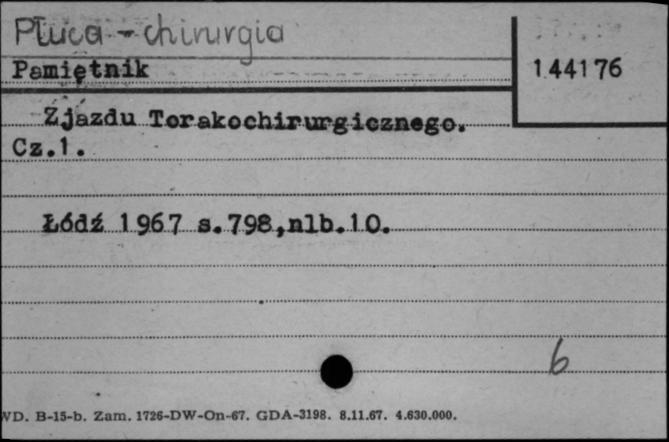 Płuca - chirurgia
Pamiętnik
144176
Zjazdu Torakochirurgicznego.
Cz.1.
Łódź 1967 s.798,nlb.10.
6
WD. B-15-b. Zam. 1726-DW-On-67. GDA-3198. 8.11.67. 4.630.000.